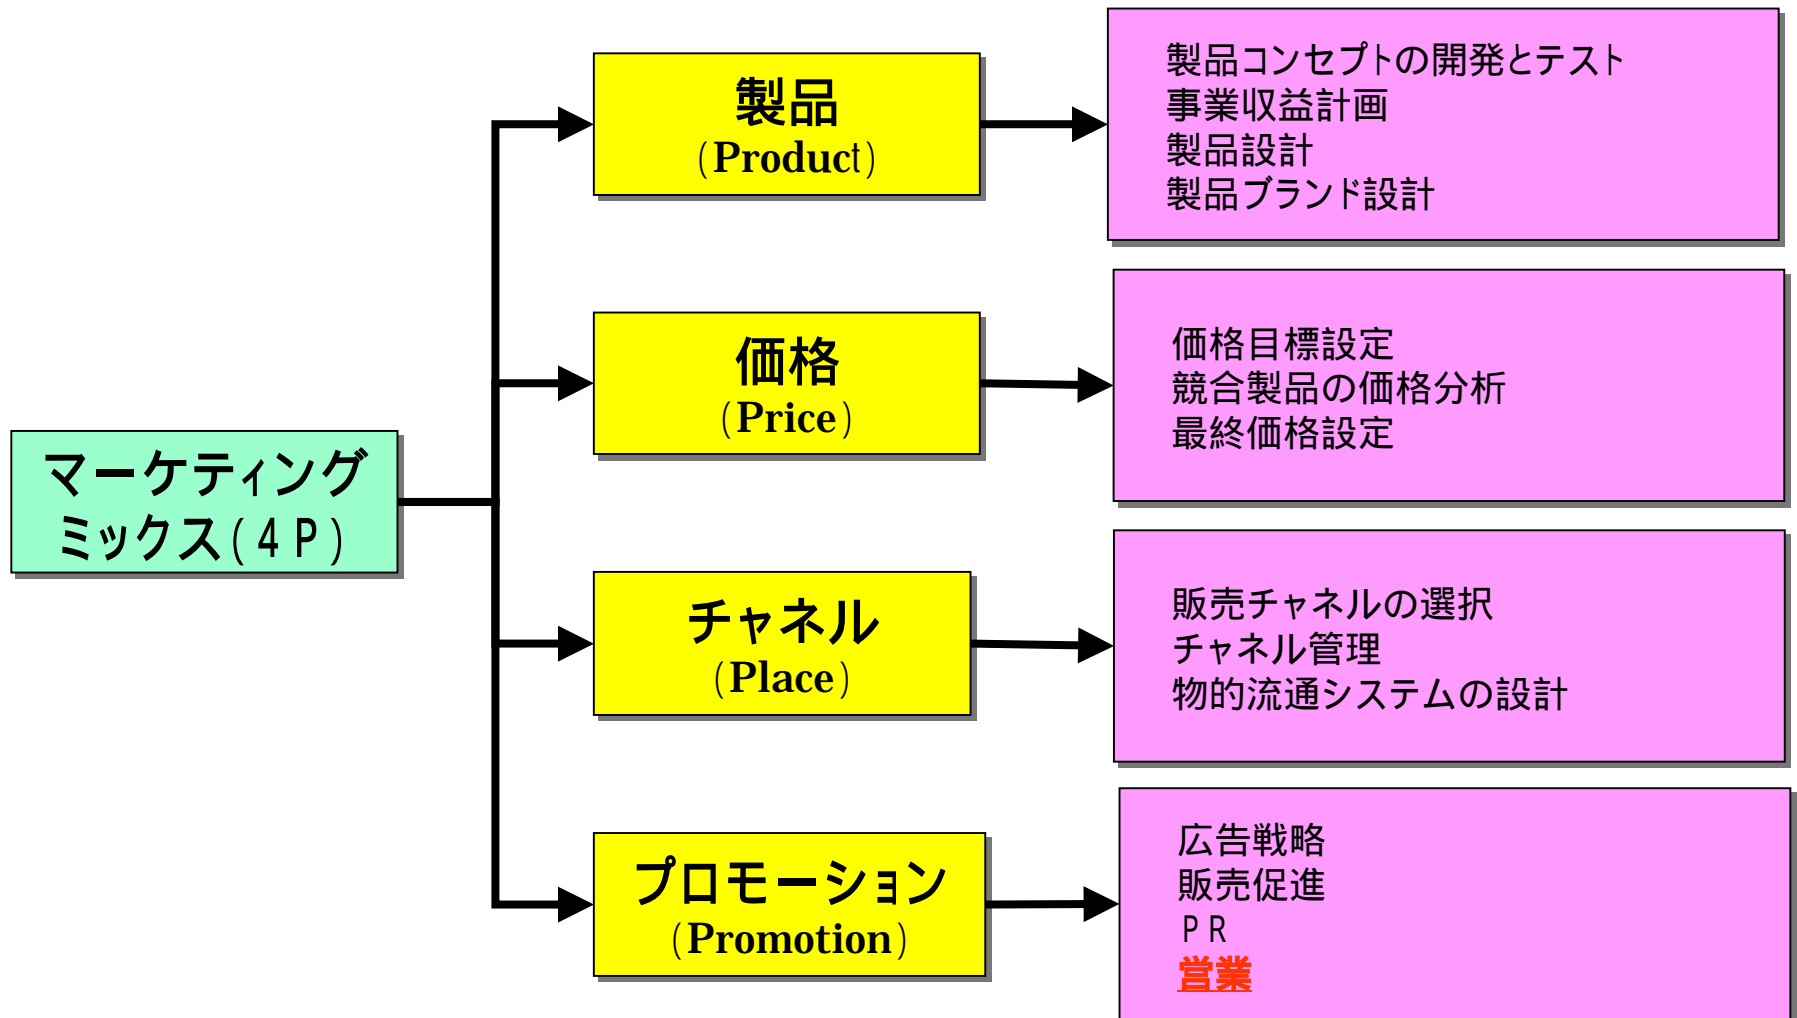 マーケティング
ミックス(４Ｐ)
製品
(Product)
製品コンセプトの開発とテスト
事業収益計画
製品設計
製品ブランド設計
価格
(Price)
価格目標設定
競合製品の価格分析
最終価格設定
チャネル
(Place)
販売チャネルの選択
チャネル管理
物的流通システムの設計
プロモーション
(Promotion)
広告戦略
販売促進
ＰＲ
営業